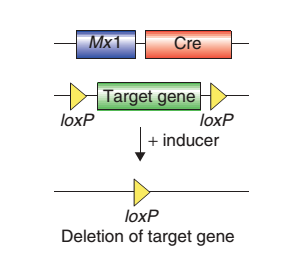 Mx1 Cre
Target gene
loxP loxP
+ inducer
loxP
Deletion of target gene